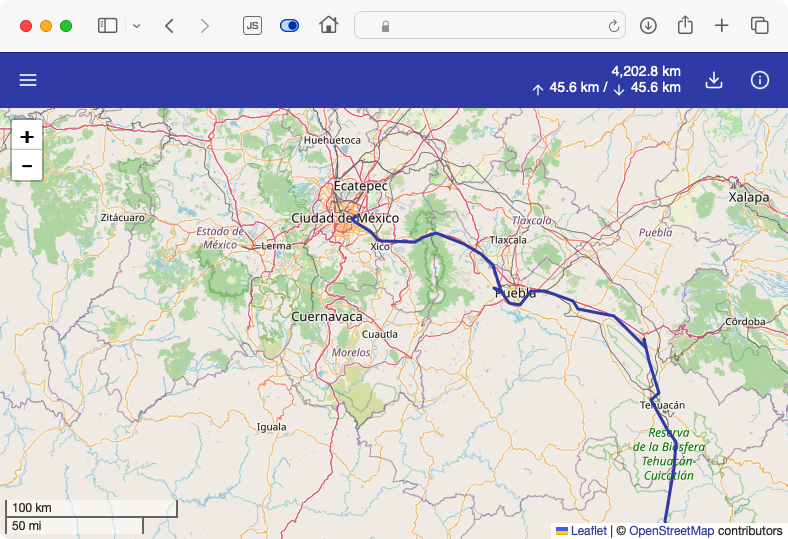 JS
4,202.8 km
↑ 45.6 km / ↓ 45.6 km
+
−
Huehuetoca
Ecatepec
Xalapa
Zitácuaro
Ciudad de México
Tlaxcala
Estado de
México
Puebla
Lerma
Xico
Tlaxcala
Puebla
Cuernavaca
Córdoba
Cuautla
Morelos
Tehuacán
Iguala
Reserva
de la Biosfera
Tehuacán-
Cuicatlán
100 km
50 mi
Leaflet | © OpenStreetMap contributors